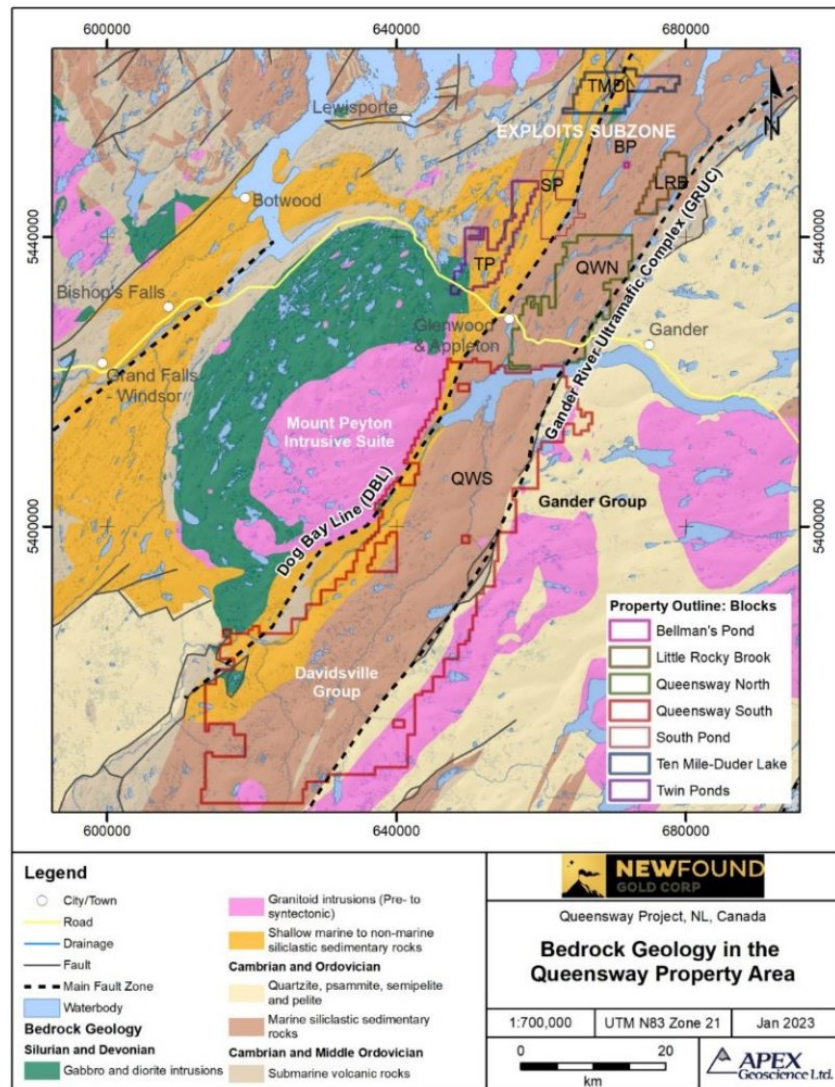 600000
640000
680000
TMDL
Lewisporte
EXPLOITS SUBZONE
BP
N
SP
LRB
Botwood
5440000
5440000
QWN
TP
Bishop's Falls
Glenwood
& Appleton
Gander
Grand Falls
- Windsor
Gander River Ultramafic Complex (GRUC)
Mount Peyton
Intrusive Suite
QWS
Dog Bay Line (DBL)
Gander Group
5400000
5400000
Davidsville
Group
Property Outline: Blocks
Bellman's Pond
Little Rocky Brook
Queensway North
Queensway South
South Pond
Ten Mile-Duder Lake
Twin Ponds
600000
640000
680000
Legend
City/Town
Road
Drainage
Fault
Main Fault Zone
Waterbody
Bedrock Geology
Silurian and Devonian
Gabbro and diorite intrusions
Granitoid intrusions (Pre- to
syntectonic)
Shallow marine to non-marine
siliclastic sedimentary rocks
Cambrian and Ordovician
Quartzite, psammite, semipelite
and pelite
Marine siliclastic sedimentary
rocks
Cambrian and Middle Ordovician
Submarine volcanic rocks
NEWFOUND
GOLD CORP
Queensway Project, NL, Canada
Bedrock Geology in the
Queensway Property Area
1:700,000
UTM N83 Zone 21
Jan 2023
0
20
km
APEX
Geoscience Ltd.